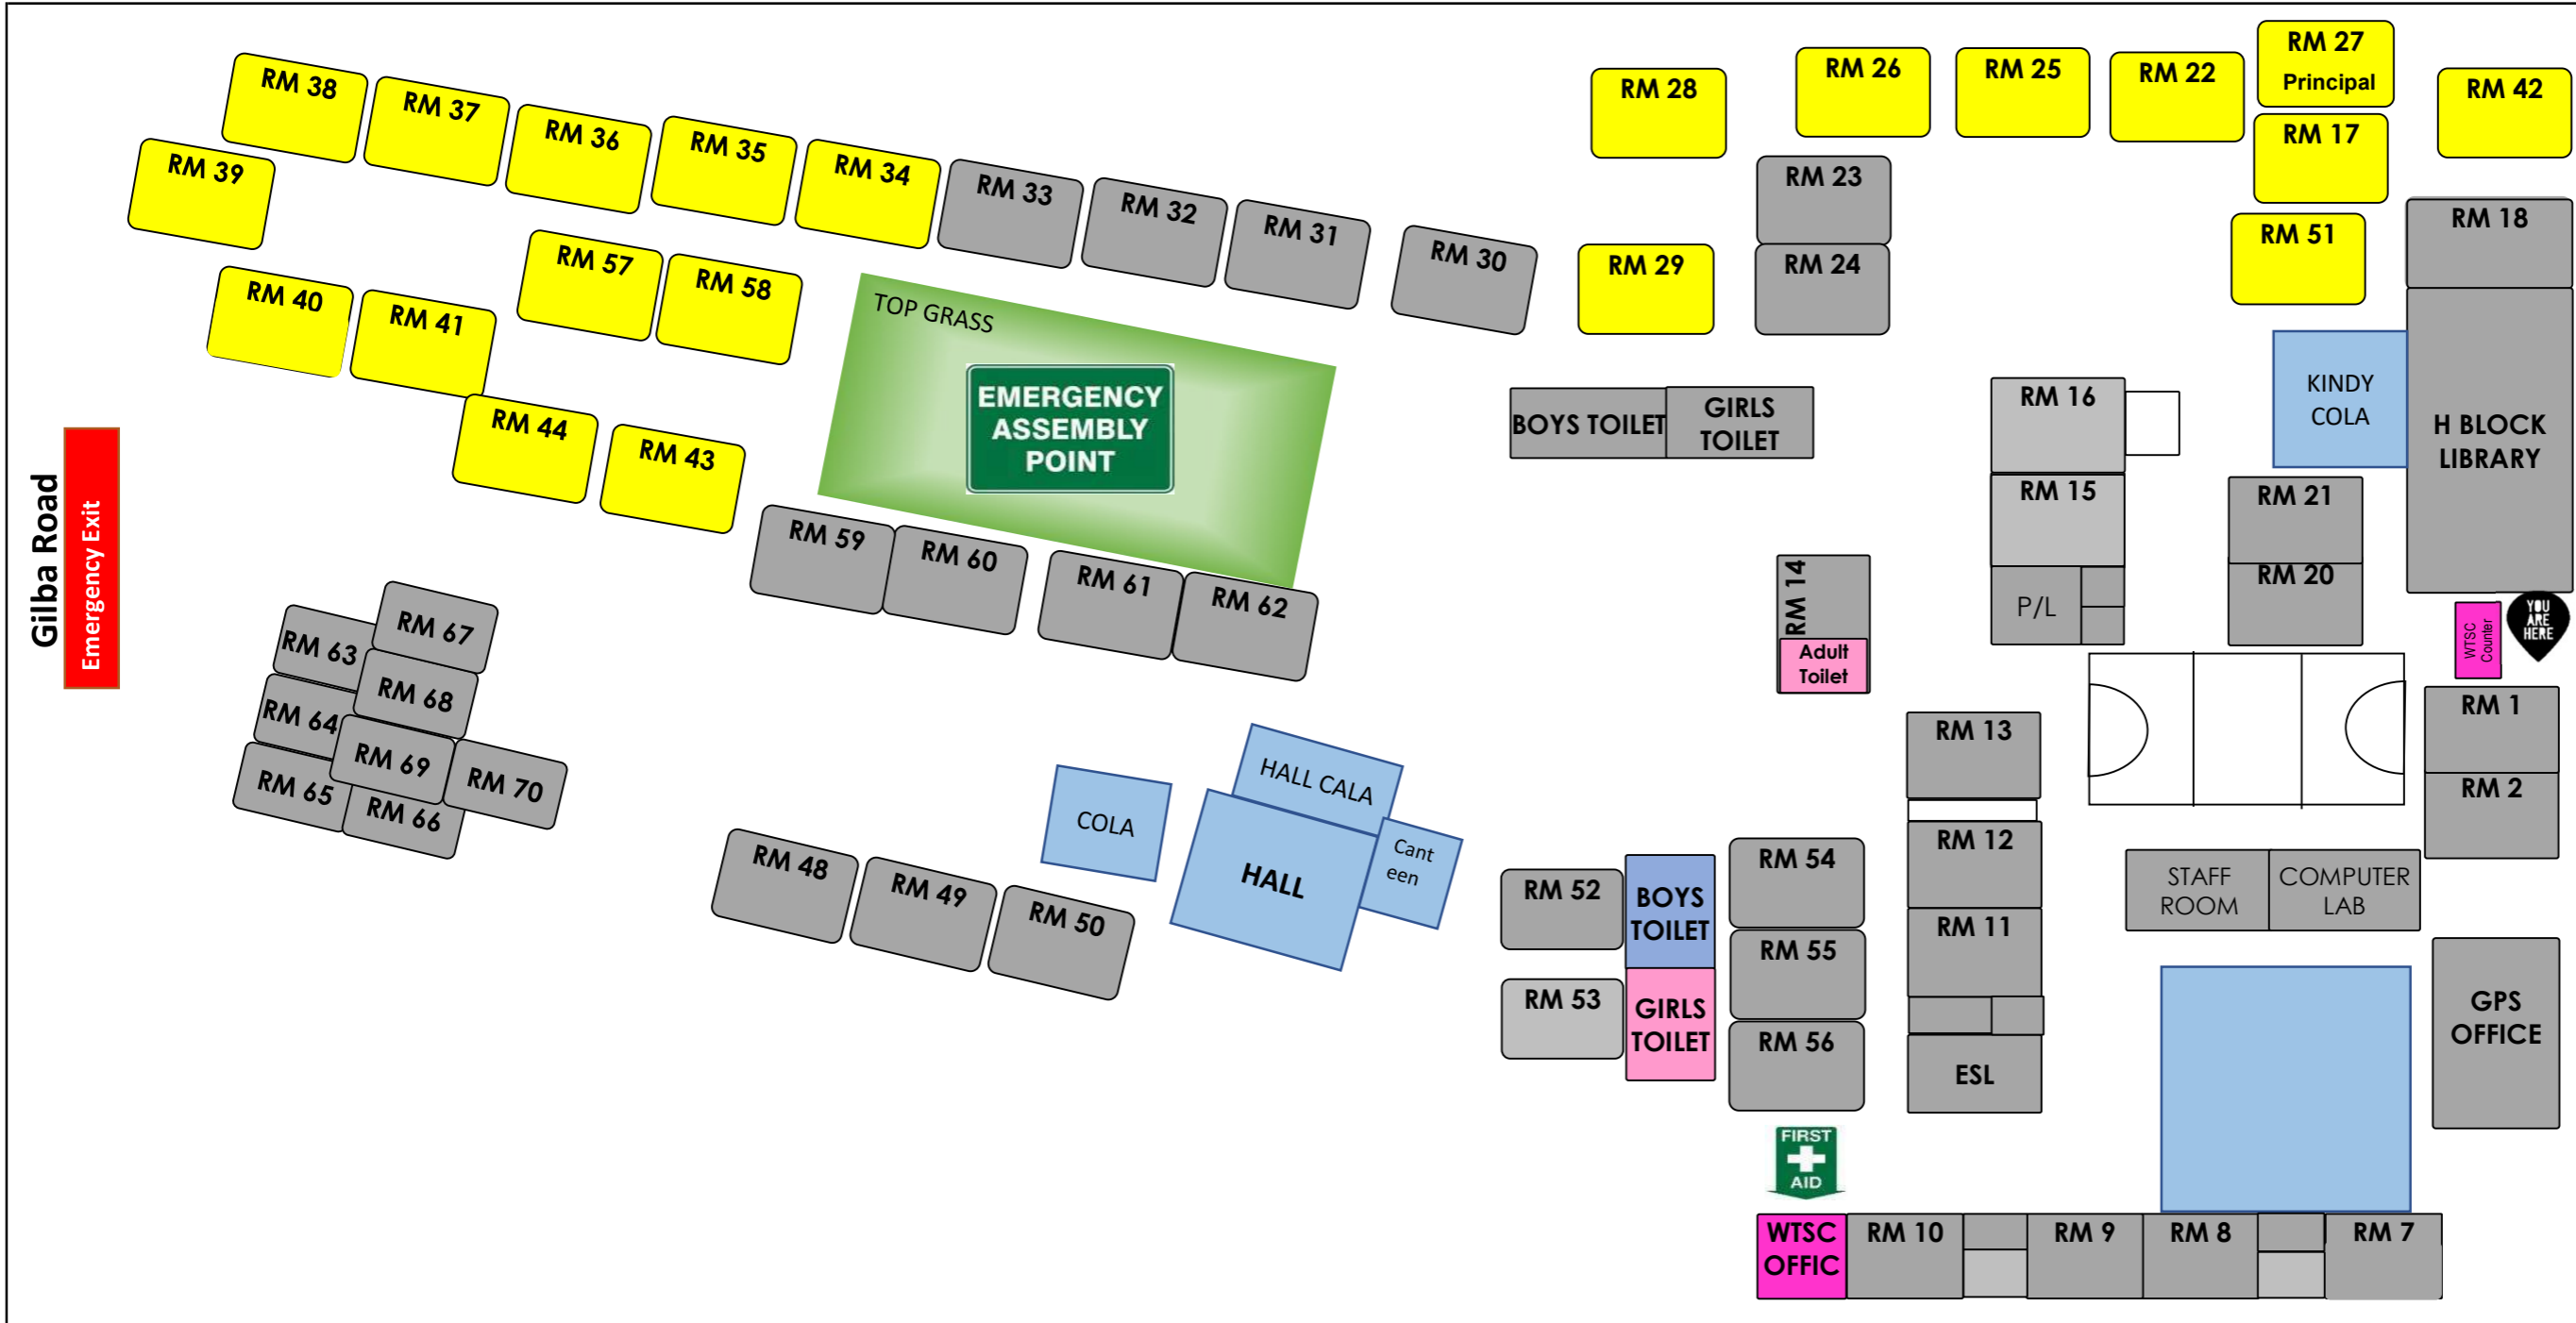 RM 38
RM 37
RM 36
RM 35
RM 34
RM 33
RM 32
RM 31
RM 30
RM 28
RM 26
RM 25
RM 22
RM 27
Principal
RM 42
RM 17
RM 39
RM 23
RM 18
RM 51
RM 57
RM 58
RM 29
RM 24
RM 40
RM 41
TOP GRASS
EMERGENCY
ASSEMBLY
POINT
RM 44
RM 43
BOYS TOILET
GIRLS
TOILET
RM 16
KINDY
COLA
H BLOCK
LIBRARY
RM 15
RM 21
RM 20
P/L
Gilba Road
Emergency Exit
RM 59
RM 60
RM 61
RM 62
RM 14
Adult
Toilet
WTSC
Counter
YOU
ARE
HERE
RM 67
RM 63
RM 68
RM 64
RM 69
RM 70
RM 65
RM 66
RM 13
RM 1
RM 2
HALL CALA
COLA
HALL
Cant
een
RM 48
RM 49
RM 50
RM 52
BOYS
TOILET
RM 54
RM 12
STAFF
ROOM
COMPUTER
LAB
RM 11
RM 55
RM 53
GIRLS
TOILET
RM 56
ESL
GPS
OFFICE
FIRST
AID
WTSC
OFFIC
RM 10
RM 9
RM 8
RM 7